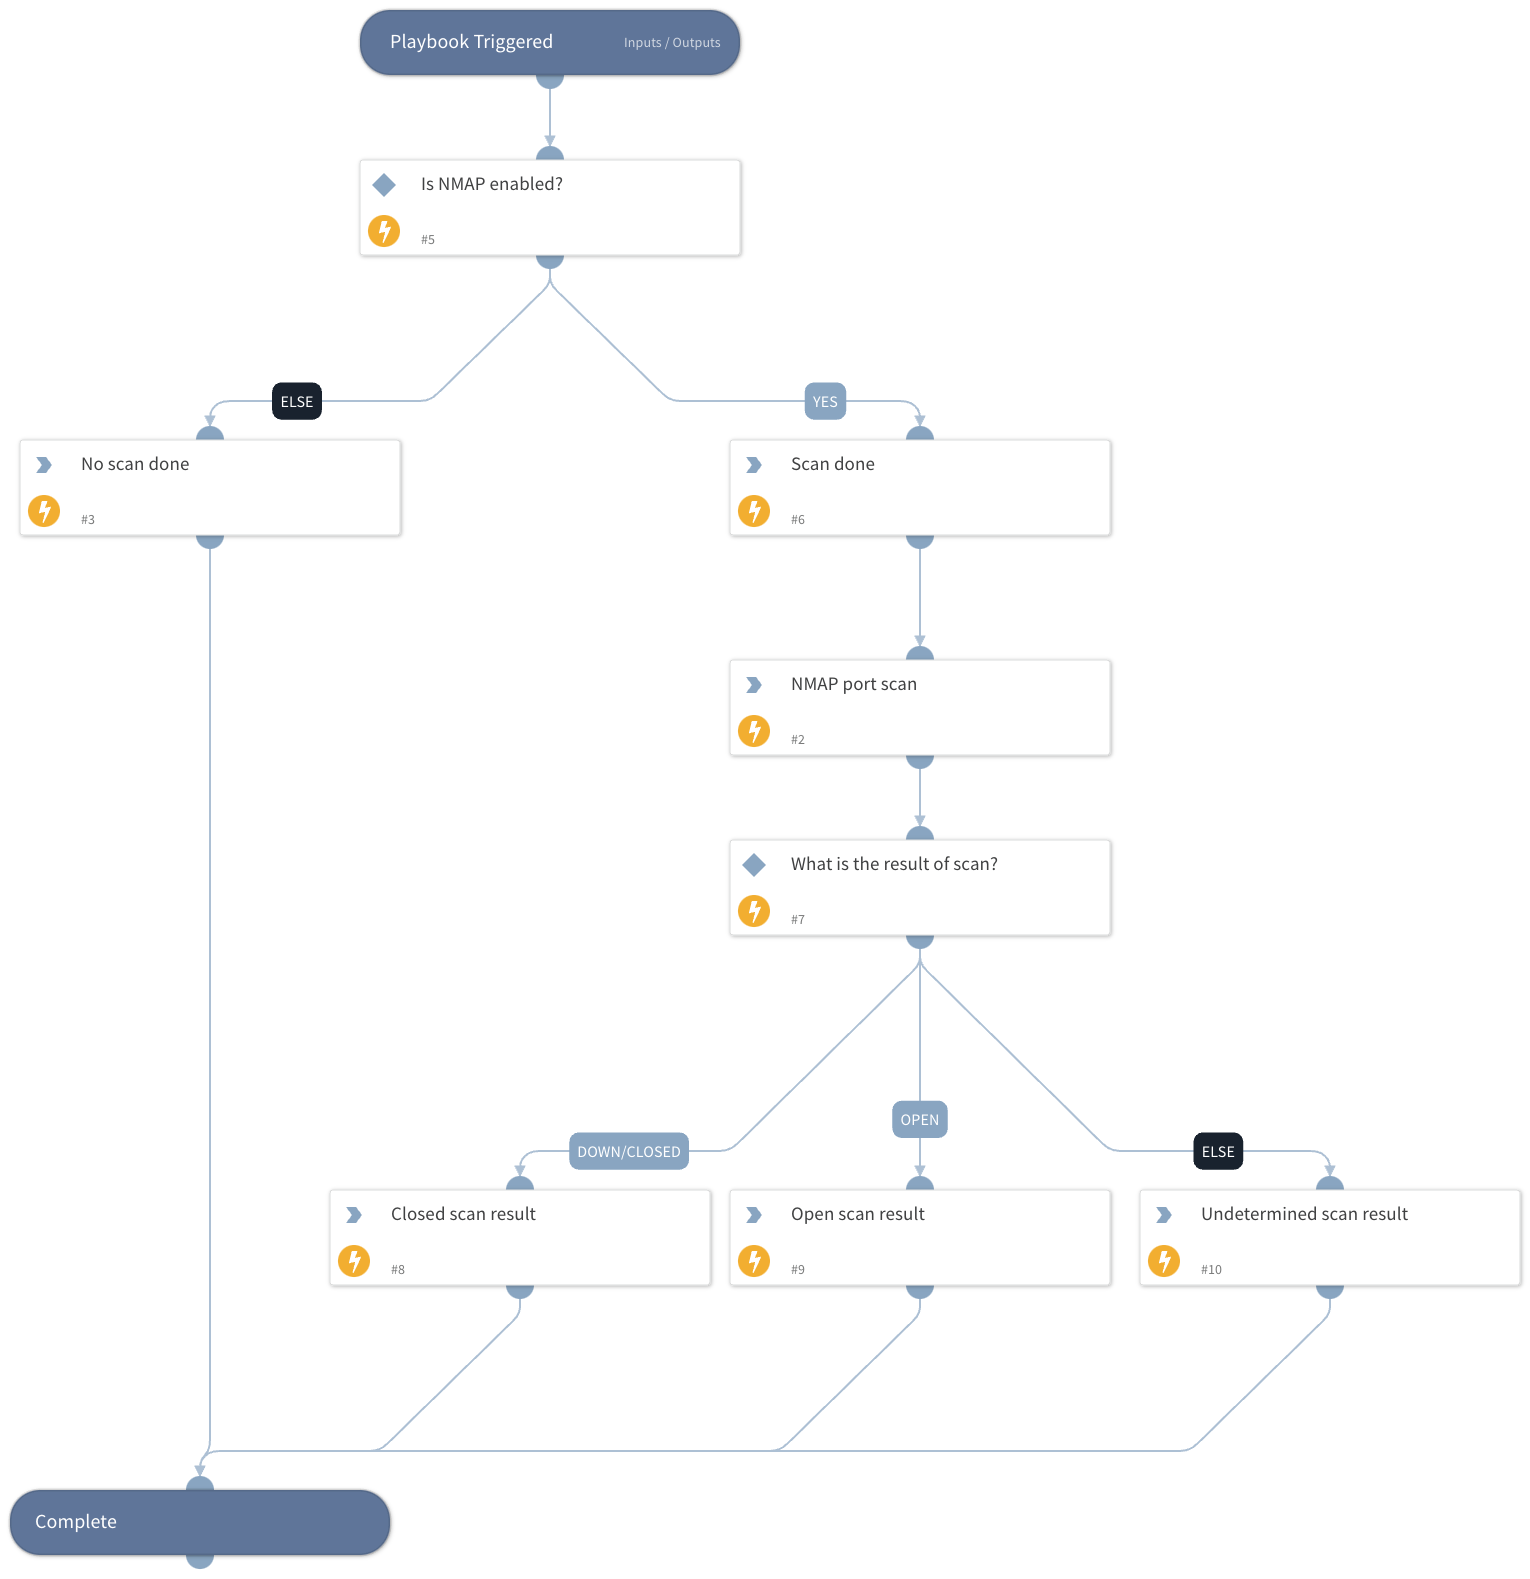 Playbook Triggered Inputs / Outputs
Is NMAP enabled?
#5
ELSE YES
No scan done
#3
Scan done
#6
NMAP port scan
#2
What is the result of scan?
#7
OPEN
DOWN/CLOSED
ELSE
Closed scan result
#8
Open scan result
#9
Undetermined scan result
#10
Complete